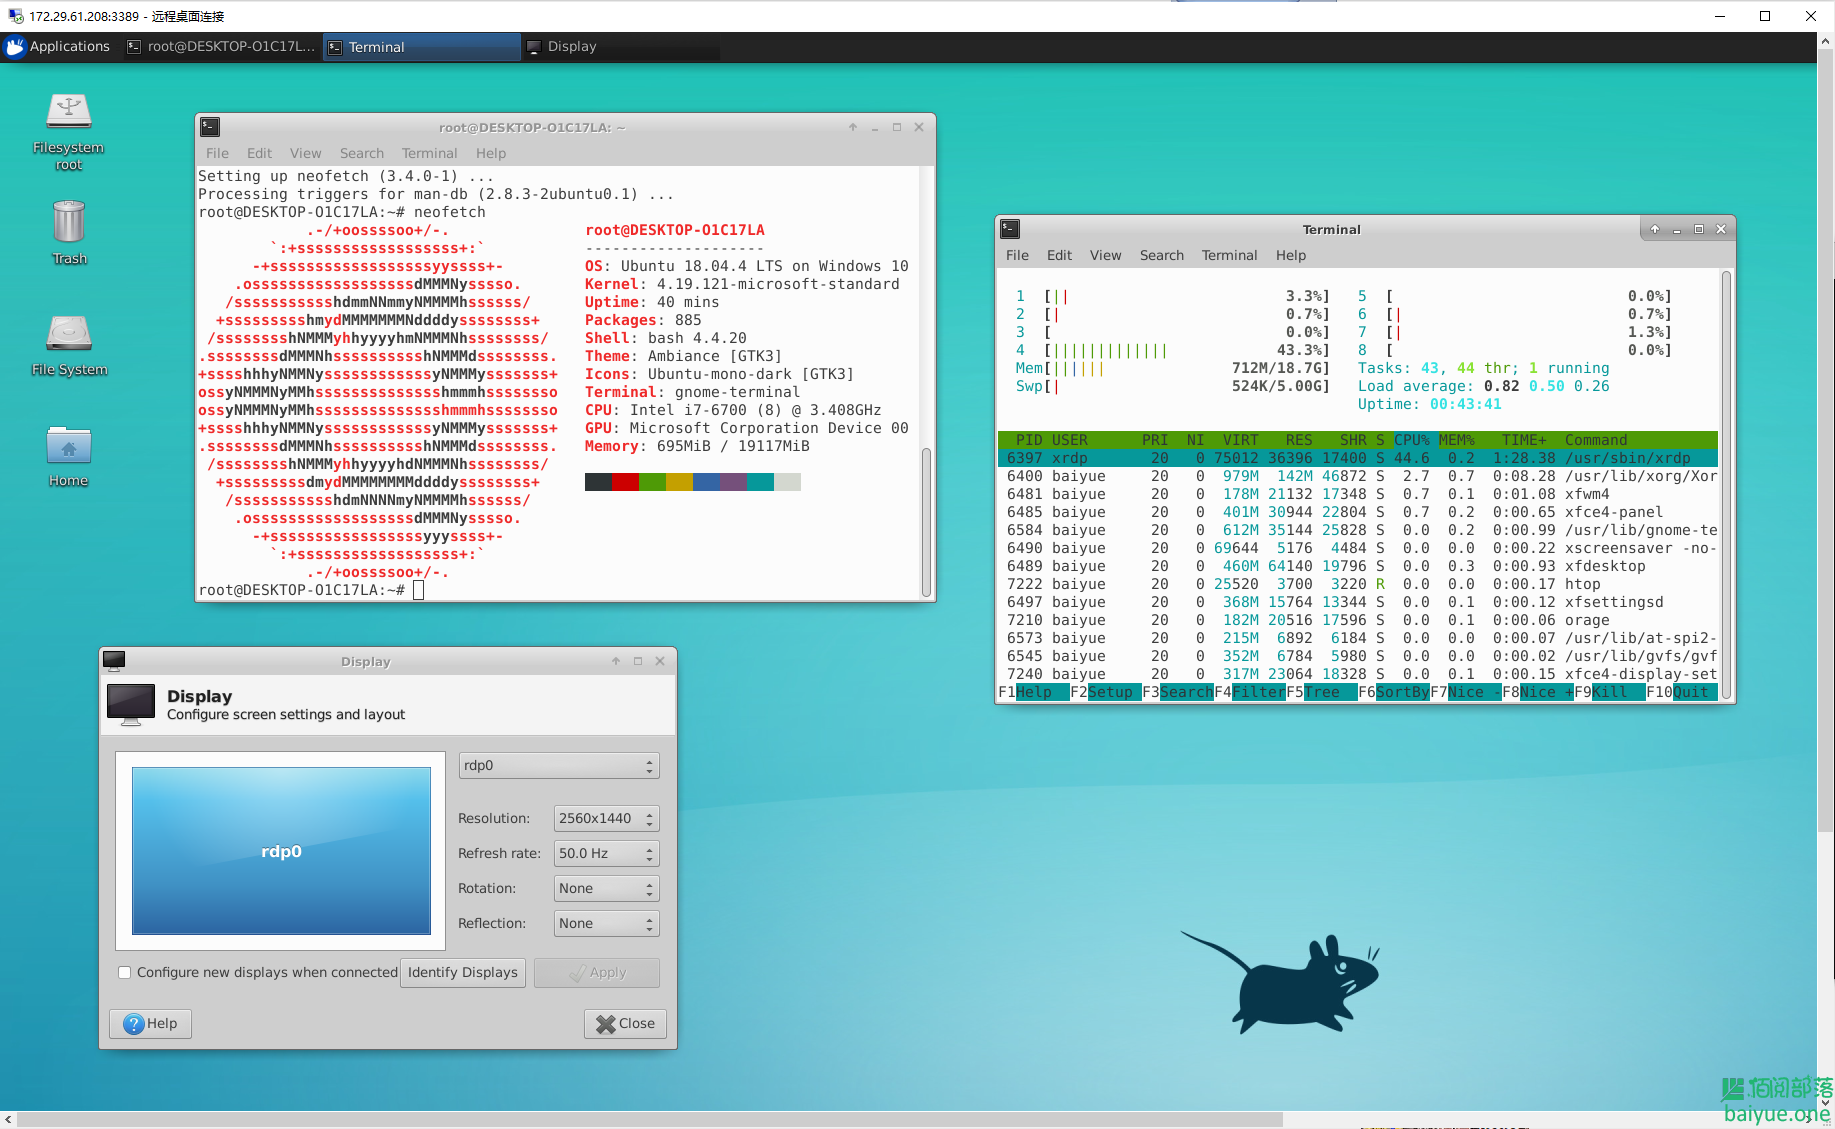 172.29.61.208:3389 - 远程桌面连接
Applications
root@DESKTOP-O1C17L...
Terminal
Display
Filesystem
root
Trash
File System
Home
root@DESKTOP-O1C17LA: ~
File Edit View Search Terminal Help
Setting up neofetch (3.4.0-1) ...
Processing triggers for man-db (2.8.3-2ubuntu0.1) ...
root@DESKTOP-O1C17LA:~# neofetch
.-/+oossssoo+/-. root@DESKTOP-O1C17LA
`:+ssssssssssssssssss+:` --------------------
-+ssssssssssssssssssyyssss+- OS: Ubuntu 18.04.4 LTS on Windows 10
.ossssssssssssssssssdMMMNysssso. Kernel: 4.19.121-microsoft-standard
/ssssssssssshdmmNNmmyNMMMMhssssss/ Uptime: 40 mins
+ssssssssshmydMMMMMMMNddddyssssssss+ Packages: 885
/sssssssshNMMMyhhyyyyhmNMMMNhssssssss/ Shell: bash 4.4.20
.ssssssssdMMMNhsssssssssshNMMMdssssssss. Theme: Ambiance [GTK3]
+sssshhhyNMMNyssssssssssssyNMMMysssssss+ Icons: Ubuntu-mono-dark [GTK3]
ossyNMMMNyMMhsssssssssssssshmmmhssssssso Terminal: gnome-terminal
ossyNMMMNyMMhsssssssssssssshmmmhssssssso CPU: Intel i7-6700 (8) @ 3.408GHz
+sssshhhyNMMNyssssssssssssyNMMMysssssss+ GPU: Microsoft Corporation Device 00
.ssssssssdMMMNhsssssssssshNMMMdssssssss. Memory: 695MiB / 19117MiB
/sssssssshNMMMyhhyyyyhdNMMMNhssssssss/
+sssssssssdmydMMMMMMMMddddyssssssss+
/ssssssssssshdmNNNNmyNMMMMhssssss/
.ossssssssssssssssssdMMMNysssso.
-+sssssssssssssssssyyyssss+-
`:+ssssssssssssssssss+:`
.-/+oossssoo+/-.
root@DESKTOP-O1C17LA:~#
Terminal
File Edit View Search Terminal Help
1 [|| 3.3%] 5 [ 0.0%]
2 [| 0.7%] 6 [| 0.7%]
3 [ 0.0%] 7 [| 1.3%]
4 [||||||||||||| 43.3%] 8 [ 0.0%]
Mem[|||||| 712M/18.7G] Tasks: 43, 44 thr; 1 running
Swp[| 524K/5.00G] Load average: 0.82 0.50 0.26
Uptime: 00:43:41
PID USER PRI NI VIRT RES SHR S CPU% MEM% TIME+ Command
6397 xrdp 20 0 75012 36396 17400 S 44.6 0.2 1:28.38 /usr/sbin/xrdp
6400 baiyue 20 0 979M 142M 46872 S 2.7 0.7 0:08.28 /usr/lib/xorg/Xor
6481 baiyue 20 0 178M 21132 17348 S 0.7 0.1 0:01.08 xfwm4
6485 baiyue 20 0 401M 30944 22804 S 0.7 0.2 0:00.65 xfce4-panel
6584 baiyue 20 0 612M 35144 25828 S 0.0 0.2 0:00.99 /usr/lib/gnome-te
6490 baiyue 20 0 69644 5176 4484 S 0.0 0.0 0:00.22 xscreensaver -no-
6489 baiyue 20 0 460M 64140 19796 S 0.0 0.3 0:00.93 xfdesktop
7222 baiyue 20 0 25520 3700 3220 R 0.0 0.0 0:00.17 htop
6497 baiyue 20 0 368M 15764 13344 S 0.0 0.1 0:00.12 xfsettingsd
7210 baiyue 20 0 182M 20516 17596 S 0.0 0.1 0:00.06 orage
6573 baiyue 20 0 215M 6892 6184 S 0.0 0.0 0:00.07 /usr/lib/at-spi2-
6545 baiyue 20 0 352M 6784 5980 S 0.0 0.0 0:00.02 /usr/lib/gvfs/gvf
7240 baiyue 20 0 317M 23064 18328 S 0.0 0.1 0:00.15 xfce4-display-set
F1Help F2Setup F3SearchF4FilterF5Tree F6SortByF7Nice -F8Nice +F9Kill F10Quit
Display
Display
Configure screen settings and layout
rdp0
rdp0
Resolution: 2560x1440
Refresh rate: 50.0 Hz
Rotation: None
Reflection: None
Configure new displays when connected
Identify Displays
Apply
Help
Close
佰阅部落
baiyue.one